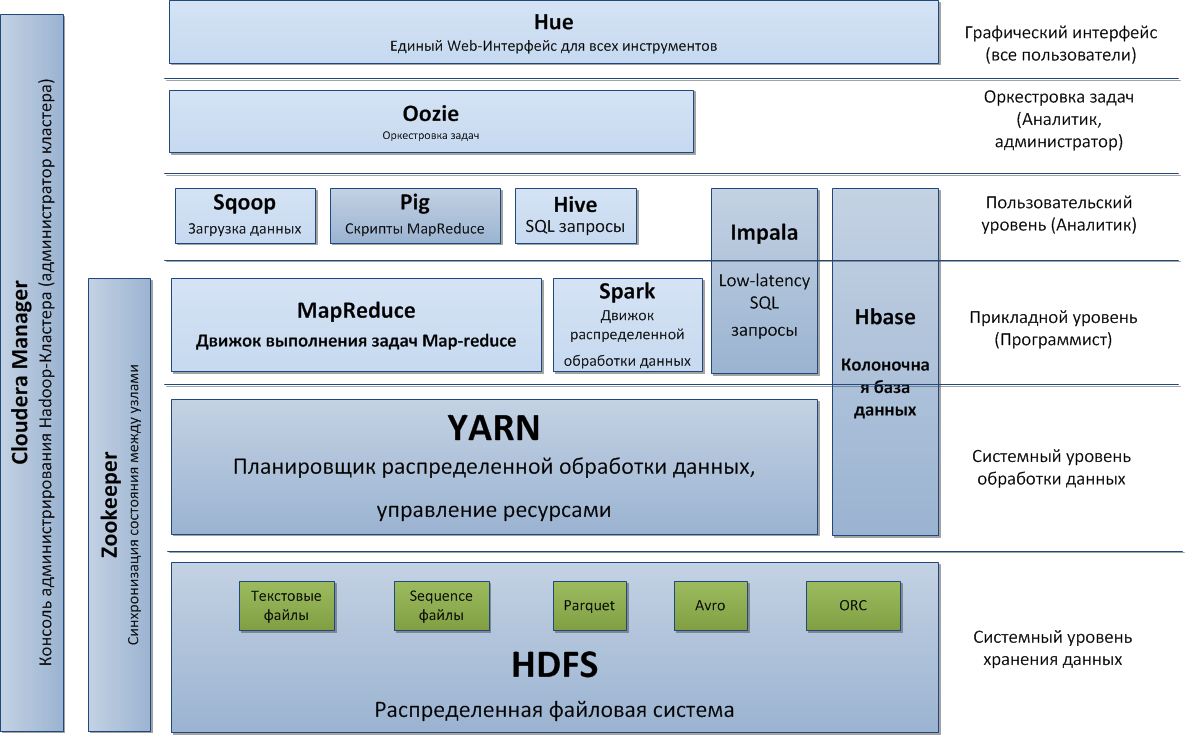 Cloudera Manager
Консоль администрирования Hadoop-Кластера (администратор кластера)
Zookeeper
Синхронизация состояния между узлами
Hue
Единый Web-Интерфейс для всех инструментов
Графический интерфейс
(все пользователи)
Oozie
Оркестровка задач
Оркестровка задач
(Аналитик,
администратор)
Sqoop
Загрузка данных
Pig
Скрипты MapReduce
Hive
SQL запросы
Impala
Low-latency
SQL
запросы
Hbase
Колоночна
я база
данных
Пользовательский
уровень (Аналитик)
MapReduce
Движок выполнения задач Map-reduce
Spark
Движок
распределенной
обработки данных
Прикладной уровень
(Программист)
YARN
Планировщик распределенной обработки данных,
управление ресурсами
Системный уровень
обработки данных
Текстовые
файлы
Sequence
файлы
Parquet
Avro
ORC
HDFS
Распределенная файловая система
Системный уровень
хранения данных